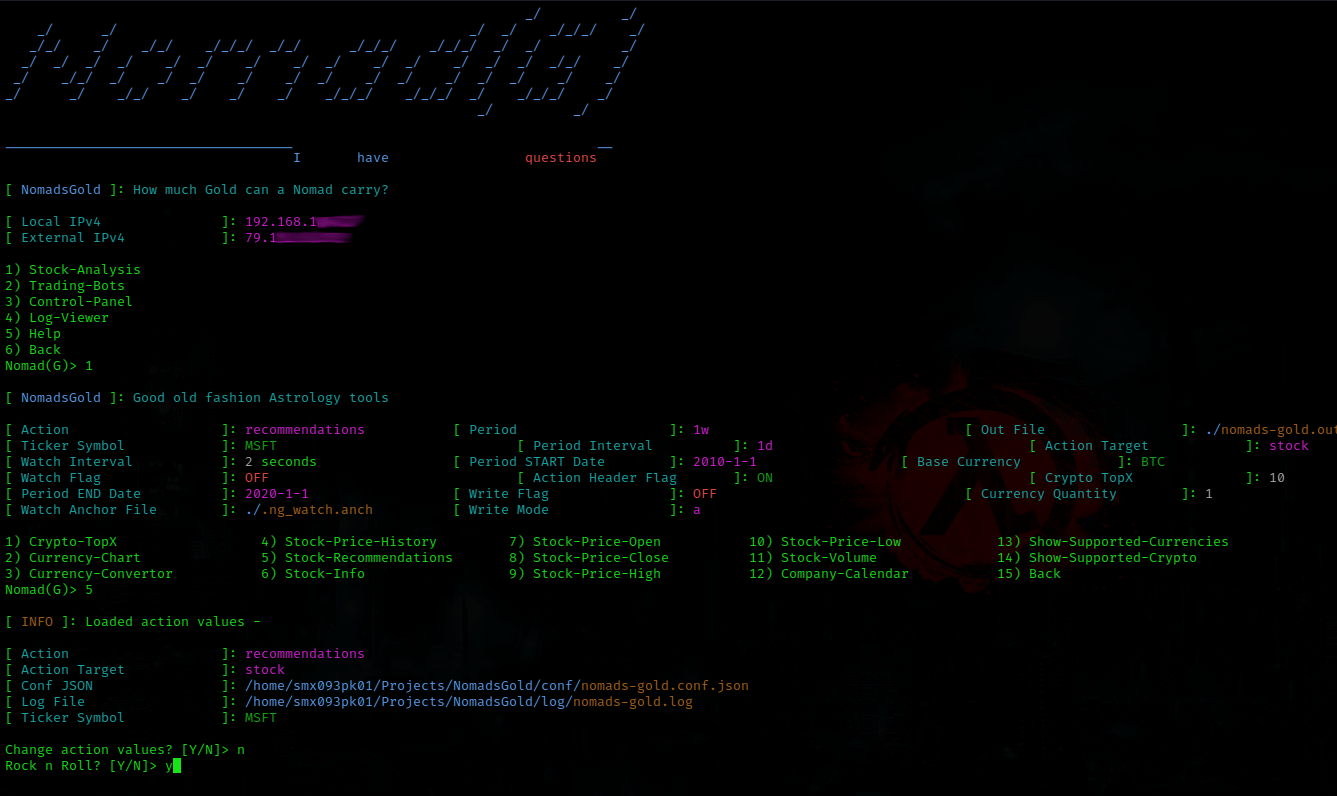 Nomad(G)
I have questions
[ NomadsGold ]: How much Gold can a Nomad carry?
[ Local IPv4 ]: 192.168.1
[ External IPv4 ]: 79.1
1) Stock-Analysis
2) Trading-Bots
3) Control-Panel
4) Log-Viewer
5) Help
6) Back
Nomad(G)> 1
[ NomadsGold ]: Good old fashion Astrology tools
[ Action ]: recommendations [ Period ]: 1w [ Out File ]: ./nomads-gold.out
[ Ticker Symbol ]: MSFT [ Period Interval ]: 1d [ Action Target ]: stock
[ Watch Interval ]: 2 seconds [ Period START Date ]: 2010-1-1 [ Base Currency ]: BTC
[ Watch Flag ]: OFF [ Action Header Flag ]: ON [ Crypto TopX ]: 10
[ Period END Date ]: 2020-1-1 [ Write Flag ]: OFF [ Currency Quantity ]: 1
[ Watch Anchor File ]: ./.ng_watch.anch [ Write Mode ]: a
1) Crypto-TopX 4) Stock-Price-History 7) Stock-Price-Open 10) Stock-Price-Low 13) Show-Supported-Currencies
2) Currency-Chart 5) Stock-Recommendations 8) Stock-Price-Close 11) Stock-Volume 14) Show-Supported-Crypto
3) Currency-Convertor 6) Stock-Info 9) Stock-Price-High 12) Company-Calendar 15) Back
Nomad(G)> 5
[ INFO ]: Loaded action values -
[ Action ]: recommendations
[ Action Target ]: stock
[ Conf JSON ]: /home/smx093pk01/Projects/NomadsGold/conf/nomads-gold.conf.json
[ Log File ]: /home/smx093pk01/Projects/NomadsGold/log/nomads-gold.log
[ Ticker Symbol ]: MSFT
Change action values? [Y/N]> n
Rock n Roll? [Y/N]> y